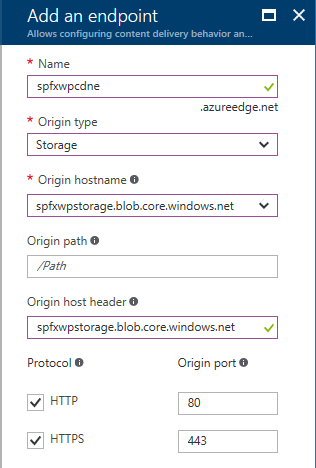 Add an endpoint
Allows configuring content delivery behavior an...
* Name
spfxwpcdne
.azureedge.net
* Origin type
Storage
* Origin hostname
spfxwpstorage.blob.core.windows.net
Origin path
/Path
Origin host header
spfxwpstorage.blob.core.windows.net
Protocol Origin port
HTTP 80
HTTPS 443